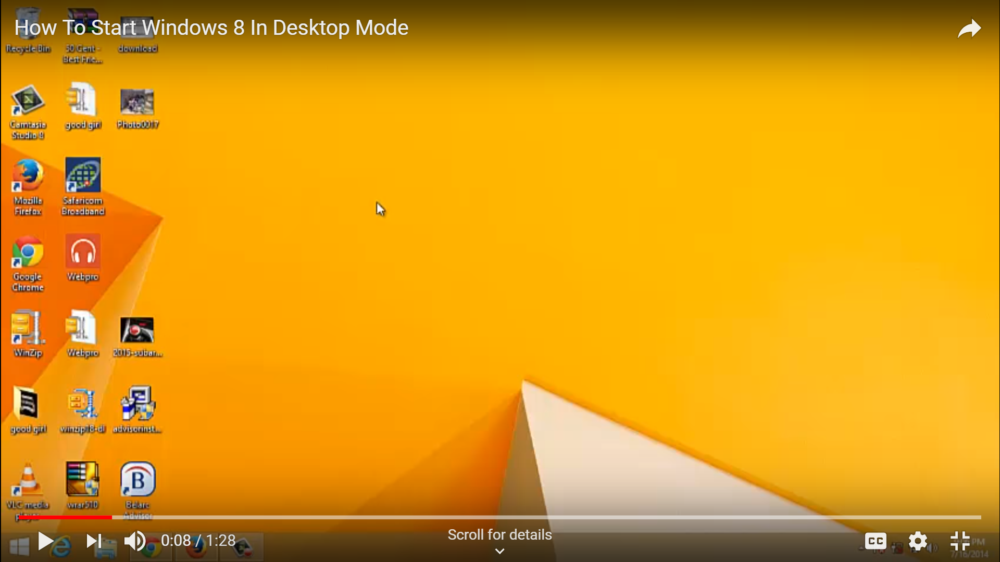 How To Start Windows 8 In Desktop Mode
Recycle Bin
50 Cent -
Best Frie...
download
Camtasia
Studio 8
good girl
Photo0017
Mozilla
Firefox
Safaricom
Broadband
Google
Chrome
Webpro
WinZip
Webpro
2015-subar...
good girl
winzip18-dl
advisorinst...
VLC media
player
wrar510
Belarc
Advisor
B
0:08 / 1:28
Scroll for details
CC
PM
7/16/2014